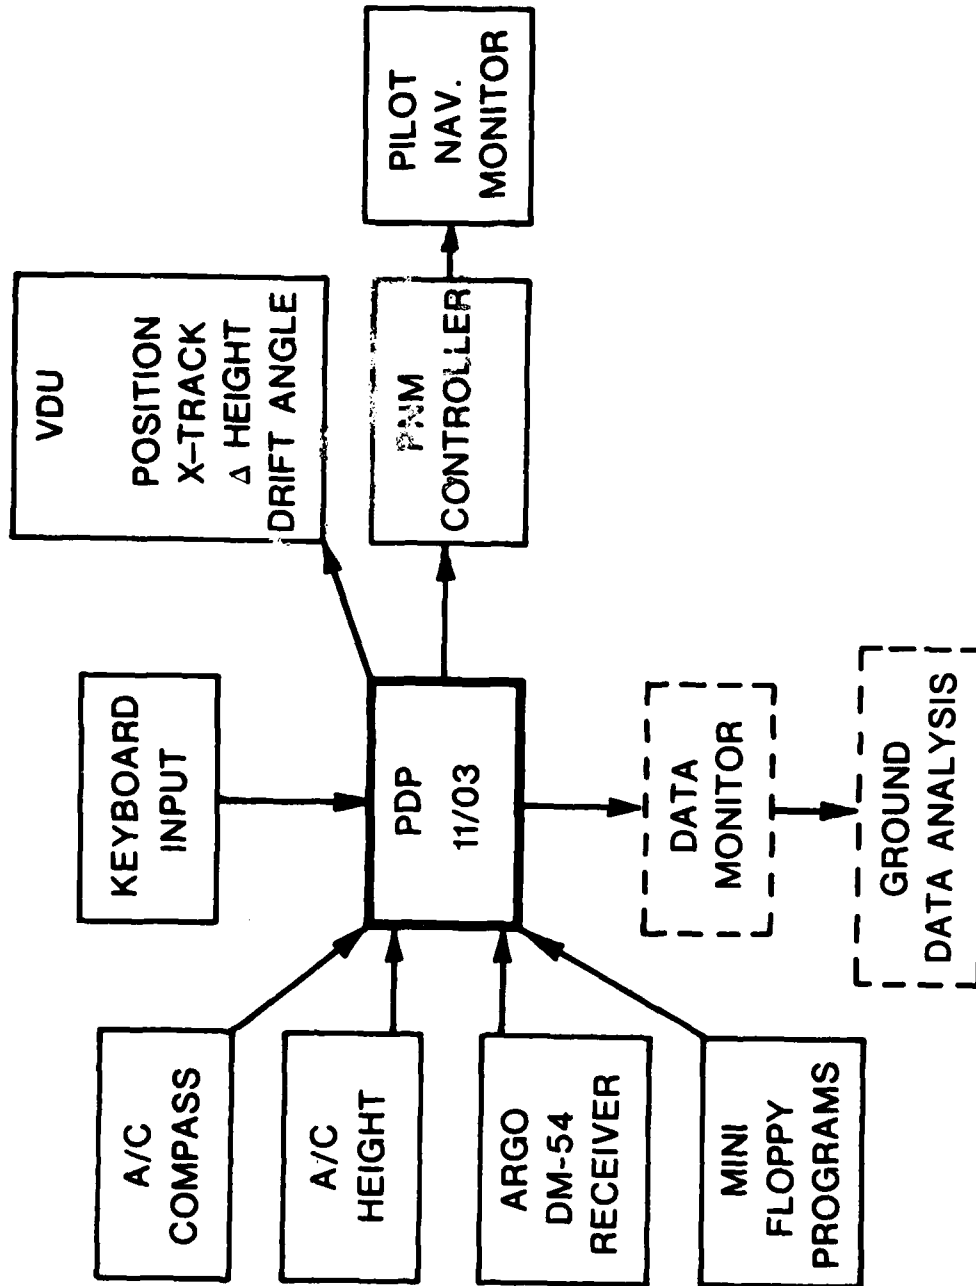 A/C
COMPASS
A/C
HEIGHT
ARGO
DM-54
RECEIVER
MINI
FLOPPY
PROGRAMS
KEYBOARD
INPUT
PDP
11/03
DATA
MONITOR
GROUND
DATA ANALYSIS
VDU
POSITION
X-TRACK
Δ HEIGHT
DRIFT ANGLE
PNM
CONTROLLER
PILOT
NAV.
MONITOR